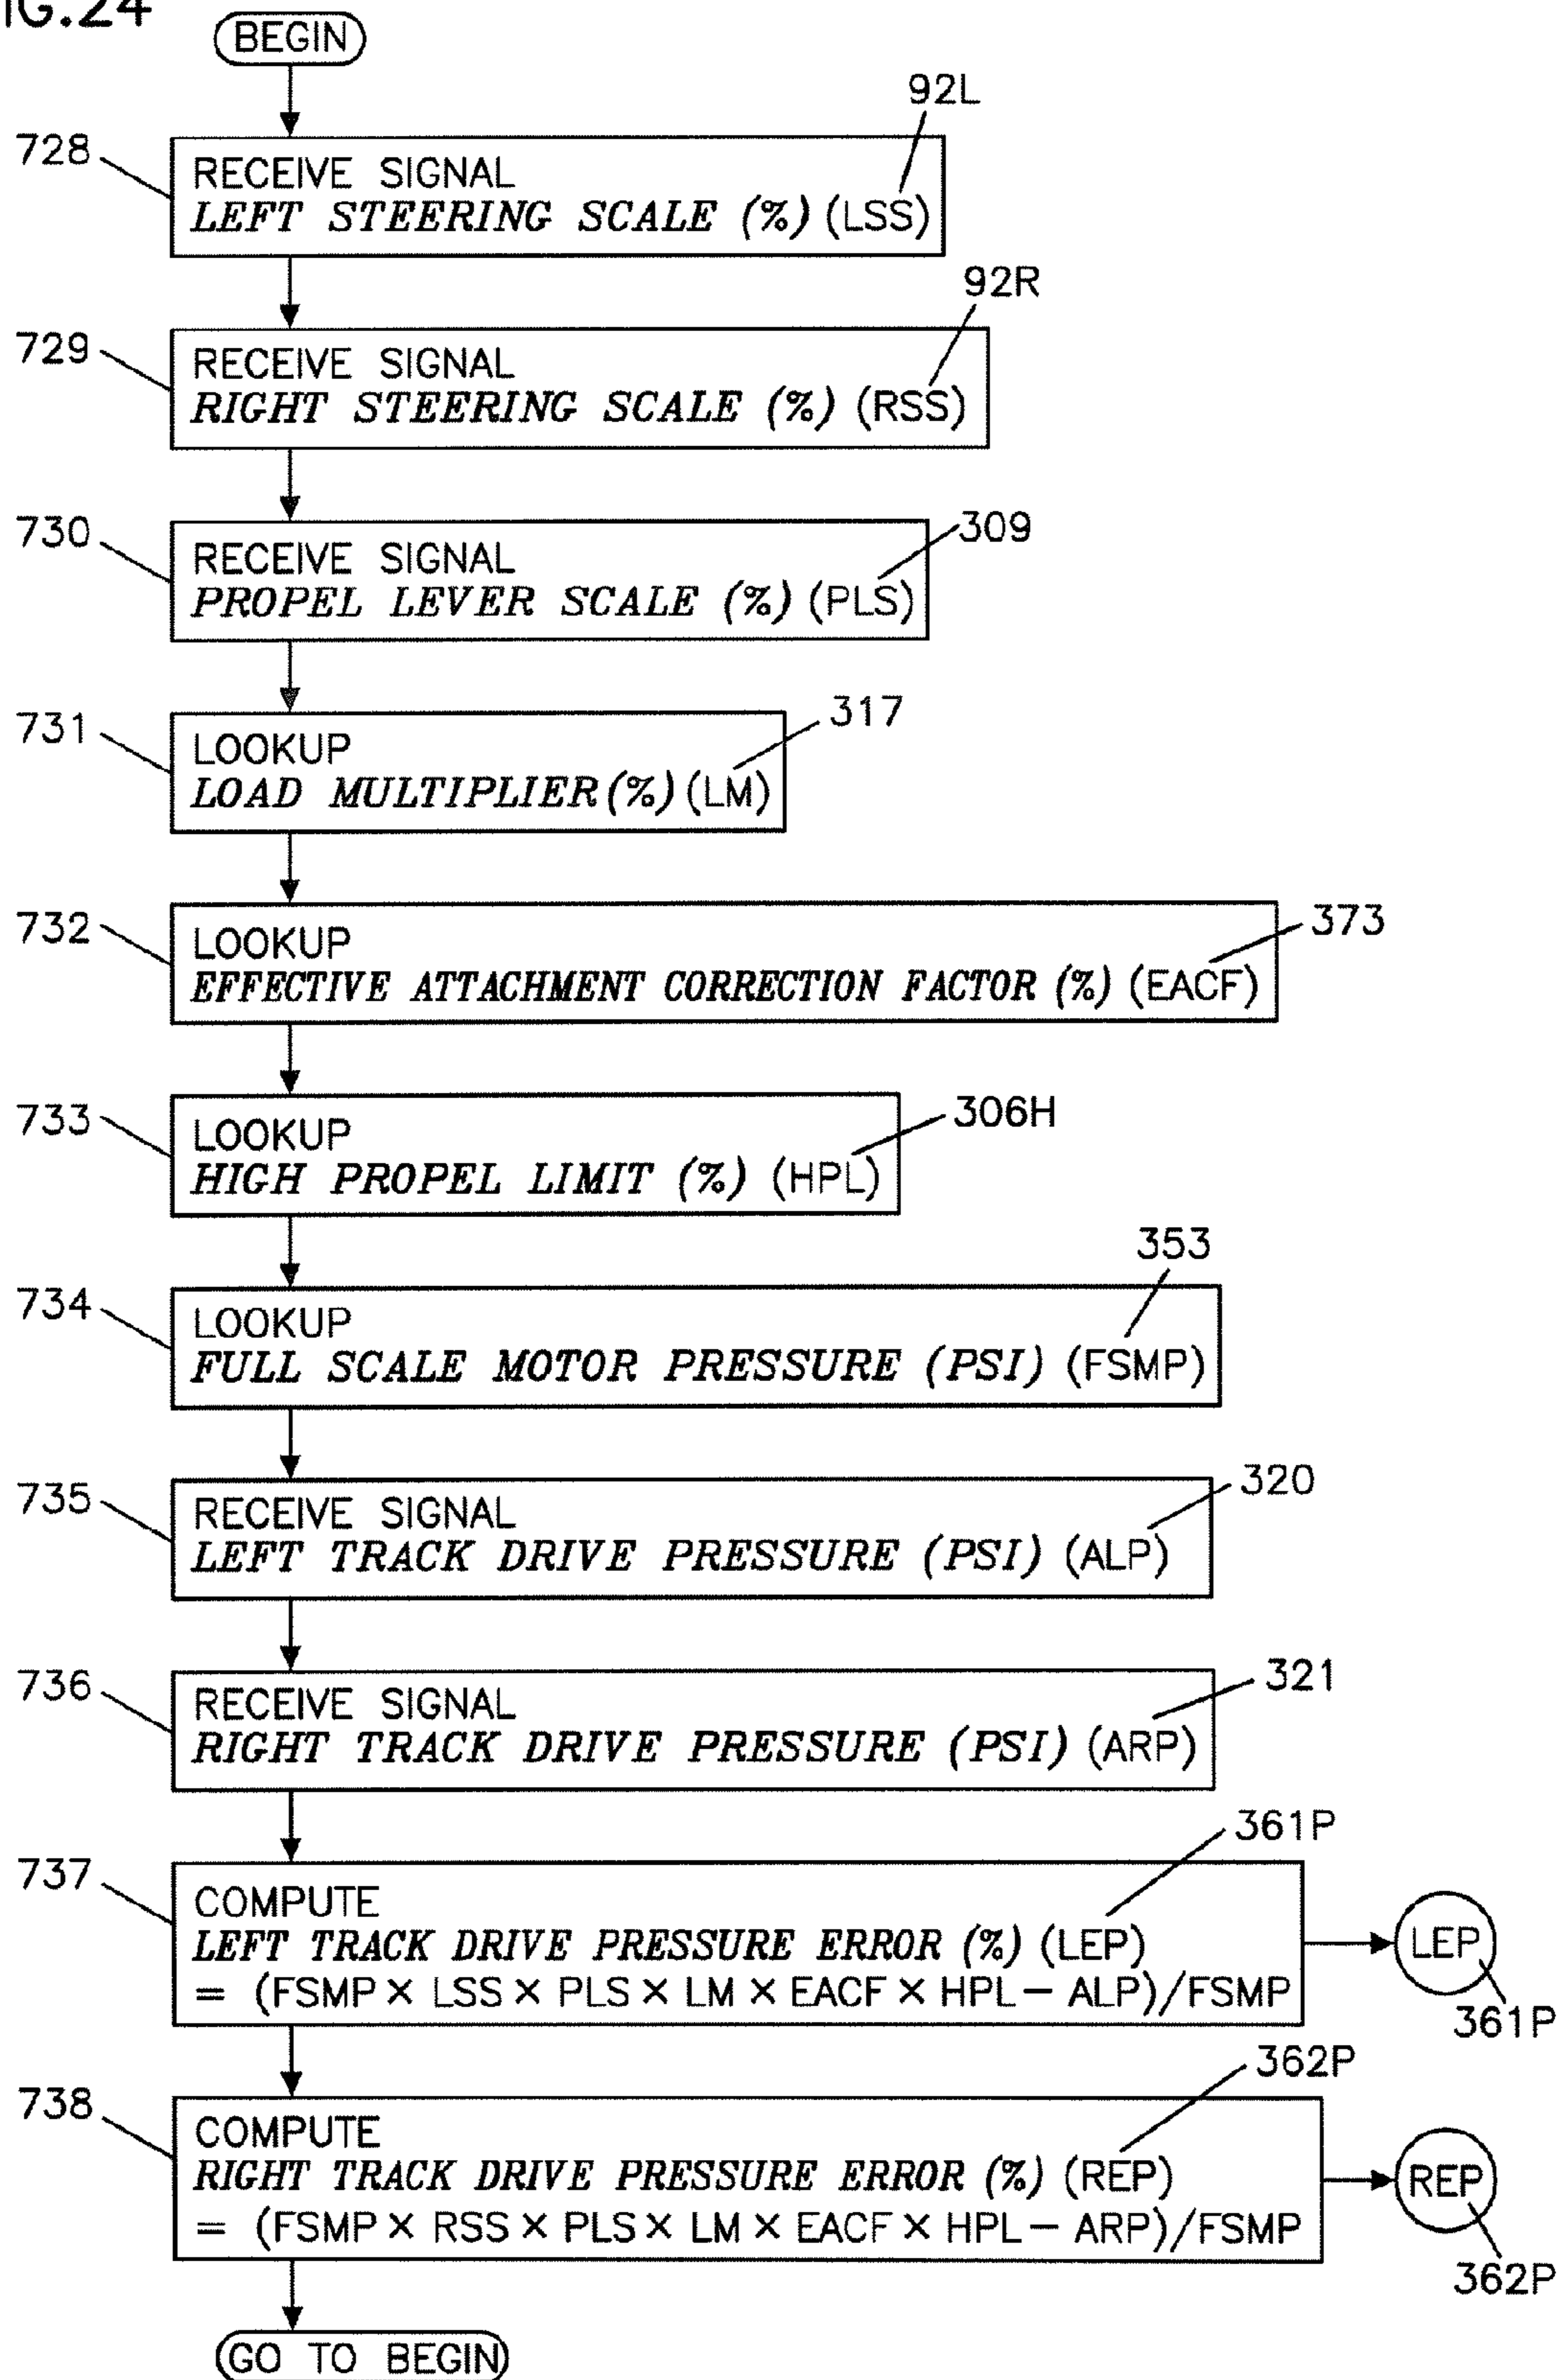 IG.24
BEGIN
92L
728
RECEIVE SIGNAL
LEFT STEERING SCALE (%) (LSS)
92R
729
RECEIVE SIGNAL
RIGHT STEERING SCALE (%) (RSS)
730
309
RECEIVE SIGNAL
PROPEL LEVER SCALE (%) (PLS)
731
317
LOOKUP
LOAD MULTIPLIER (%) (LM)
732
373
LOOKUP
EFFECTIVE ATTACHMENT CORRECTION FACTOR (%) (EACF)
733
306H
LOOKUP
HIGH PROPEL LIMIT (%) (HPL)
353
734
LOOKUP
FULL SCALE MOTOR PRESSURE (PSI) (FSMP)
735
320
RECEIVE SIGNAL
LEFT TRACK DRIVE PRESSURE (PSI) (ALP)
736
321
RECEIVE SIGNAL
RIGHT TRACK DRIVE PRESSURE (PSI) (ARP)
361P
737
COMPUTE
LEFT TRACK DRIVE PRESSURE ERROR (%) (LEP)
= (FSMP × LSS × PLS × LM × EACF × HPL − ALP)/FSMP
LEP
361P
362P
738
COMPUTE
RIGHT TRACK DRIVE PRESSURE ERROR (%) (REP)
= (FSMP × RSS × PLS × LM × EACF × HPL − ARP)/FSMP
REP
362P
GO TO BEGIN